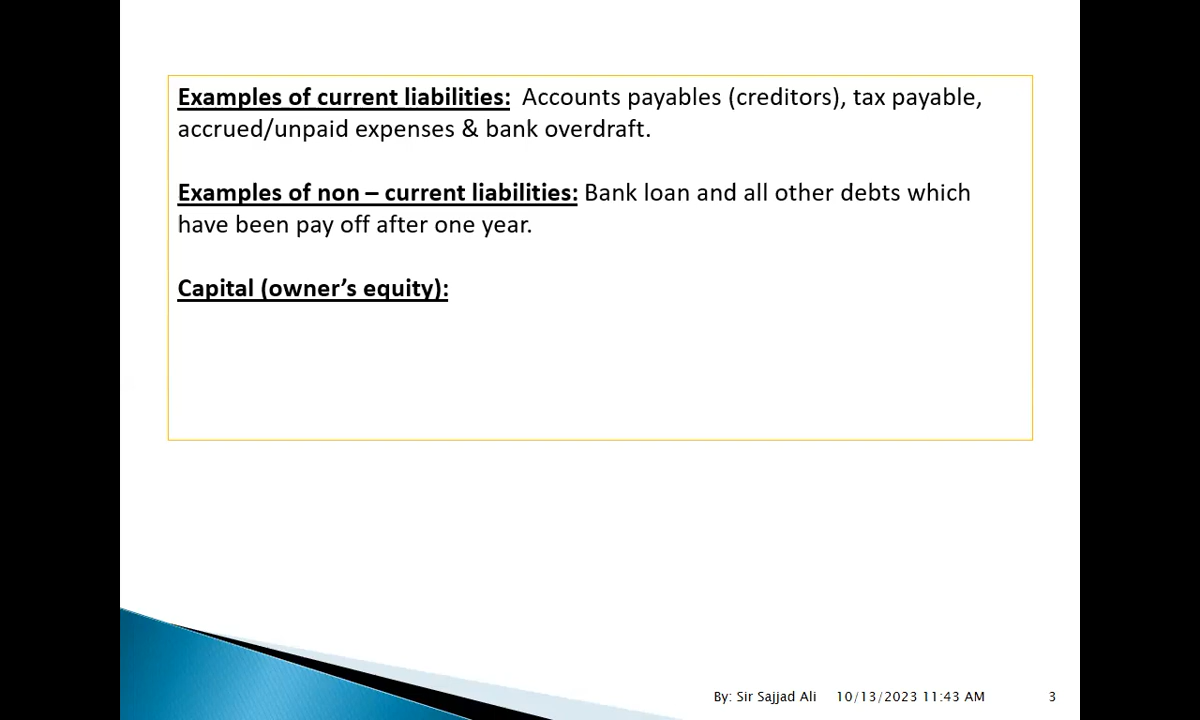 Examples of current liabilities: Accounts payables (creditors), tax payable,
accrued/unpaid expenses & bank overdraft.
Examples of non – current liabilities: Bank loan and all other debts which
have been pay off after one year.
Capital (owner’s equity):
By: Sir Sajjad Ali 10/13/2023 11:43 AM 3